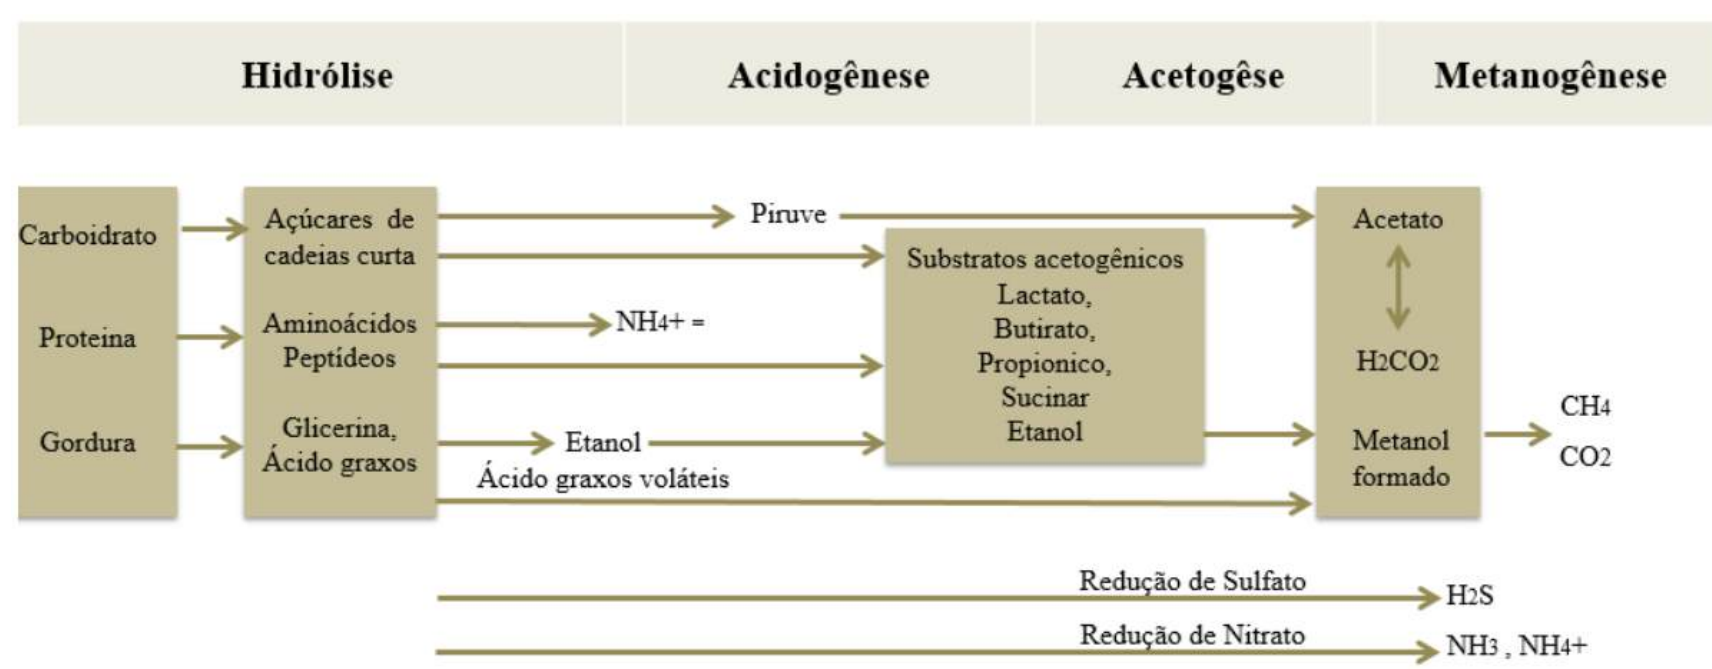 Hidrólise
Acidogênese
Acetogêse
Metanogênese
Carboidrato
Proteina
Gordura
Açúcares de
cadeias curta
Aminoácidos
Peptídeos
Glicerina,
Ácido graxos
Piruve
NH4+ =
Etanol
Ácido graxos voláteis
Substratos acetogênicos
Lactato,
Butirato,
Propionico,
Sucinar
Etanol
Acetato
H2CO2
Metanol
formado
CH4
CO2
Redução de Sulfato
H2S
Redução de Nitrato
NH3 , NH4+